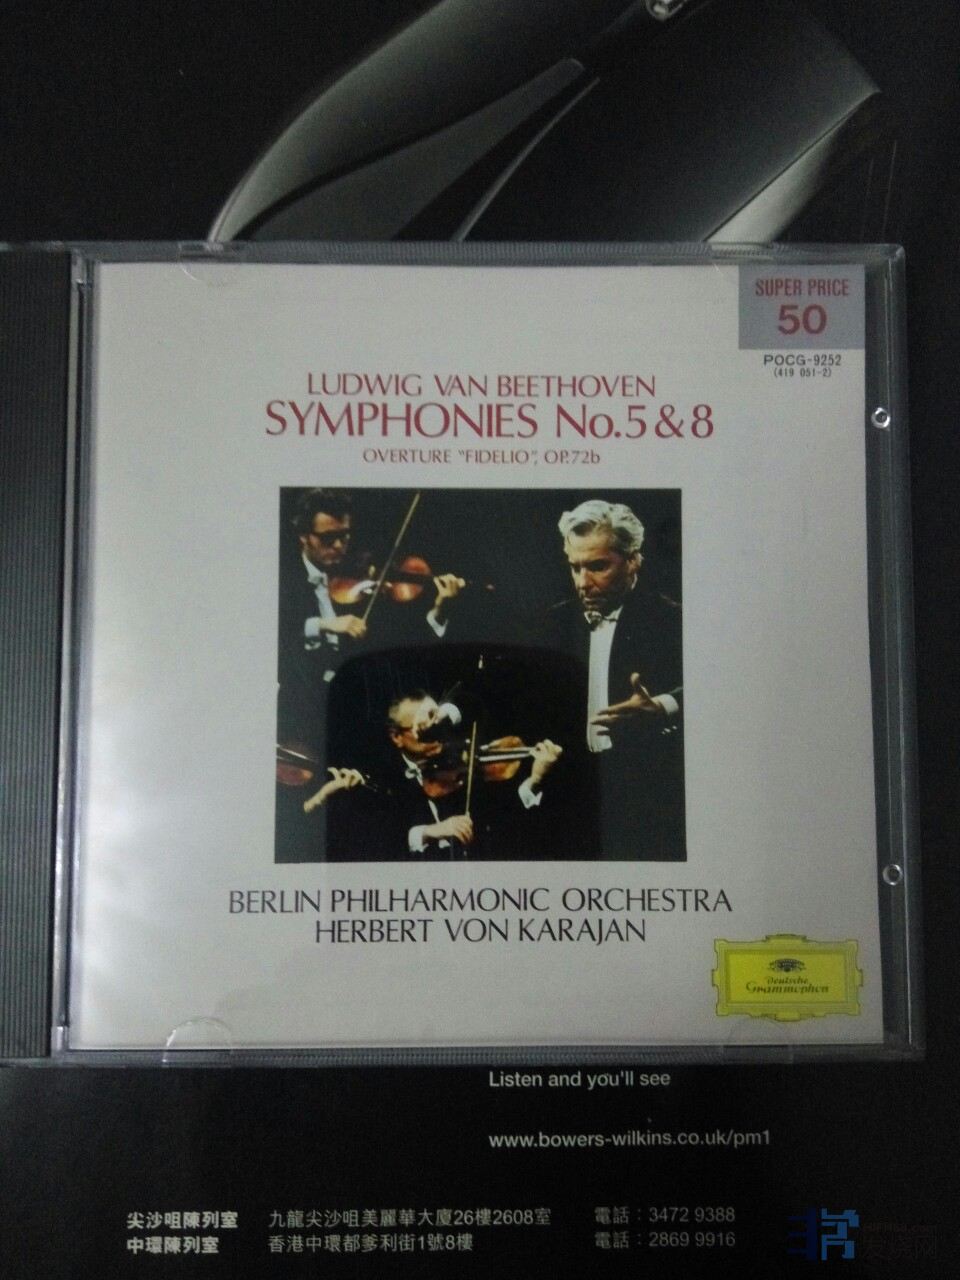 SUPER PRICE
50
POCG-9252
(419 051-2)
LUDWIG VAN BEETHOVEN
SYMPHONIES No.5 & 8
OVERTURE "FIDELIO", OP.72b
BERLIN PHILHARMONIC ORCHESTRA
HERBERT VON KARAJAN
Deutsche
Grammophon
Listen and you'll see
www.bowers-wilkins.co.uk/pm1
尖沙咀陳列室 九龍尖沙咀美麗華大廈26樓2608室 電話：3472 9388
中環陳列室 香港中環都爹利街1號8樓 電話：2869 9916